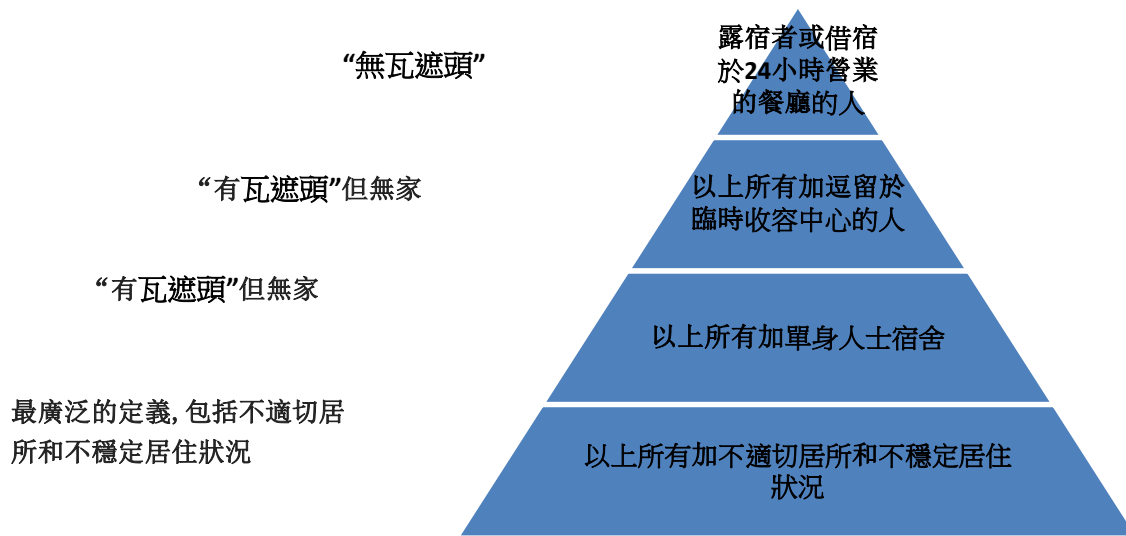 “無瓦遮頭”
露宿者或借宿
於24小時營業
的餐廳的人
“有瓦遮頭”但無家
以上所有加逗留於
臨時收容中心的人
“有瓦遮頭”但無家
以上所有加單身人士宿舍
最廣泛的定義, 包括不適切居
所和不穩定居住狀況
以上所有加不適切居所和不穩定居住
狀況